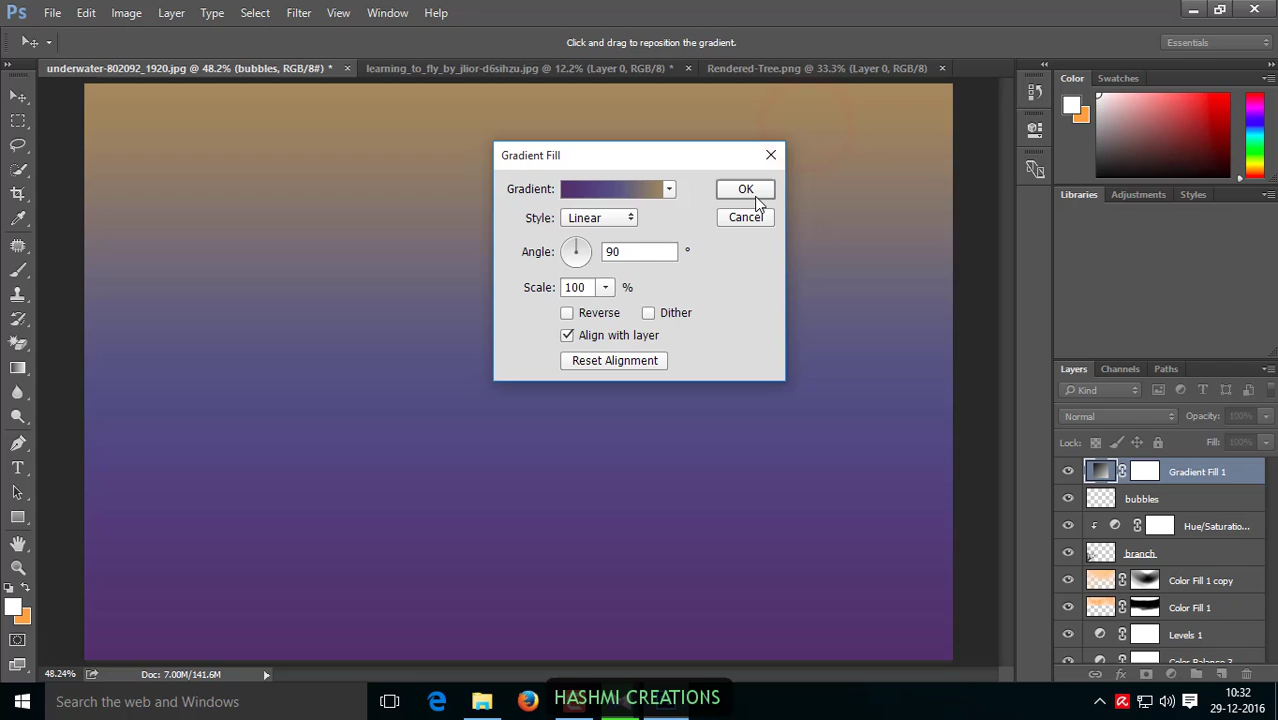 Ps File Edit Image Layer Type Select Filter 3D View Window Help
Click and drag to reposition the gradient.
Essentials
underwater-802092_1920.jpg @ 48.2% (bubbles, RGB/8#) *
learning_to_fly_by_jlior-d6sihzu.jpg @ 12.2% (Layer 0, RGB/8) *
Rendered-Tree.png @ 33.3% (Layer 0, RGB/8)
Color Swatches
Gradient Fill
Gradient:
OK
Style: Linear
Cancel
Angle: 90 °
Scale: 100 %
Reverse Dither
Align with layer
Reset Alignment
Libraries Adjustments Styles
Layers Channels Paths
Kind
Normal Opacity: 100%
Lock: Fill: 100%
Gradient Fill 1
bubbles
Hue/Saturatio...
branch
Color Fill 1 copy
Color Fill 1
Levels 1
48.24% Doc: 7.00M/141.6M
Search the web and Windows
HASHMI CREATIONS
10:32
29-12-2016